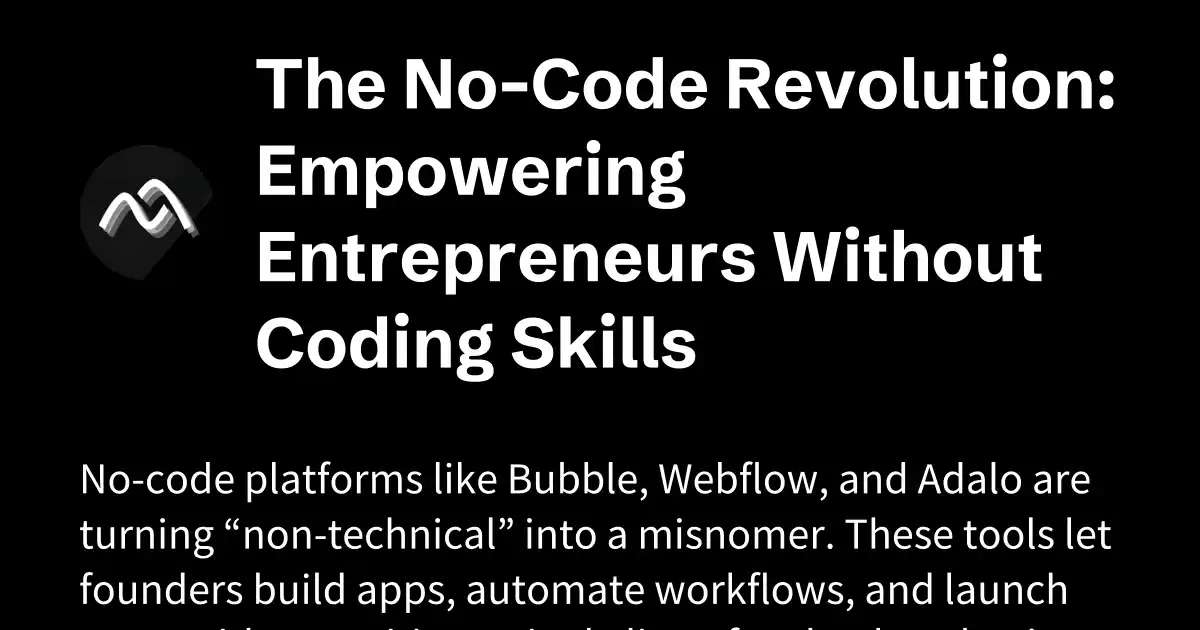 The No-Code Revolution:
Empowering
Entrepreneurs Without
Coding Skills
No-code platforms like Bubble, Webflow, and Adalo are
turning “non-technical” into a misnomer. These tools let
founders build apps, automate workflows, and launch